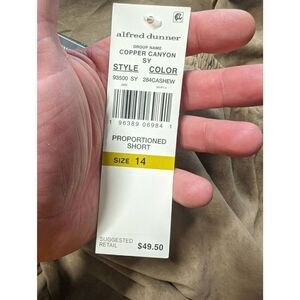 alfred dunner
GROUP NAME
COPPER CANYON
SY
STYLE COLOR
93500 SY 264CASHEW
1 96389 06984 1
PROPORTIONED
SHORT
SIZE 14
SUGGESTED
RETAIL $49.50